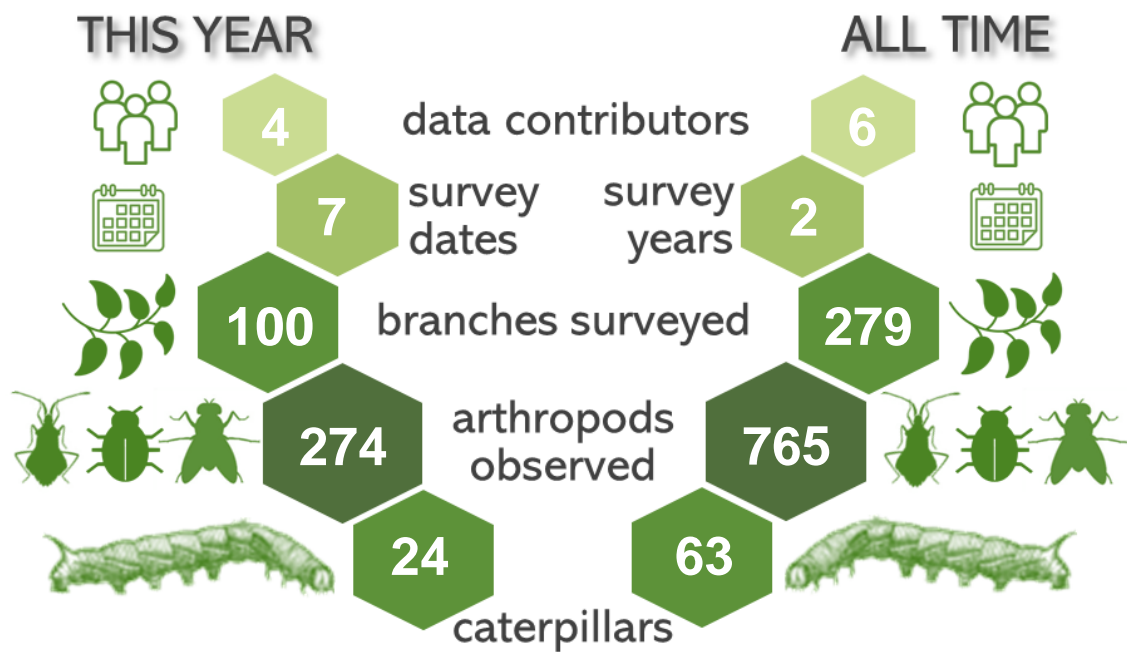 THIS YEAR
ALL TIME
4
data contributors
6
7
survey
dates
survey
years
2
100
branches surveyed
279
274
arthropods
observed
765
24
63
caterpillars